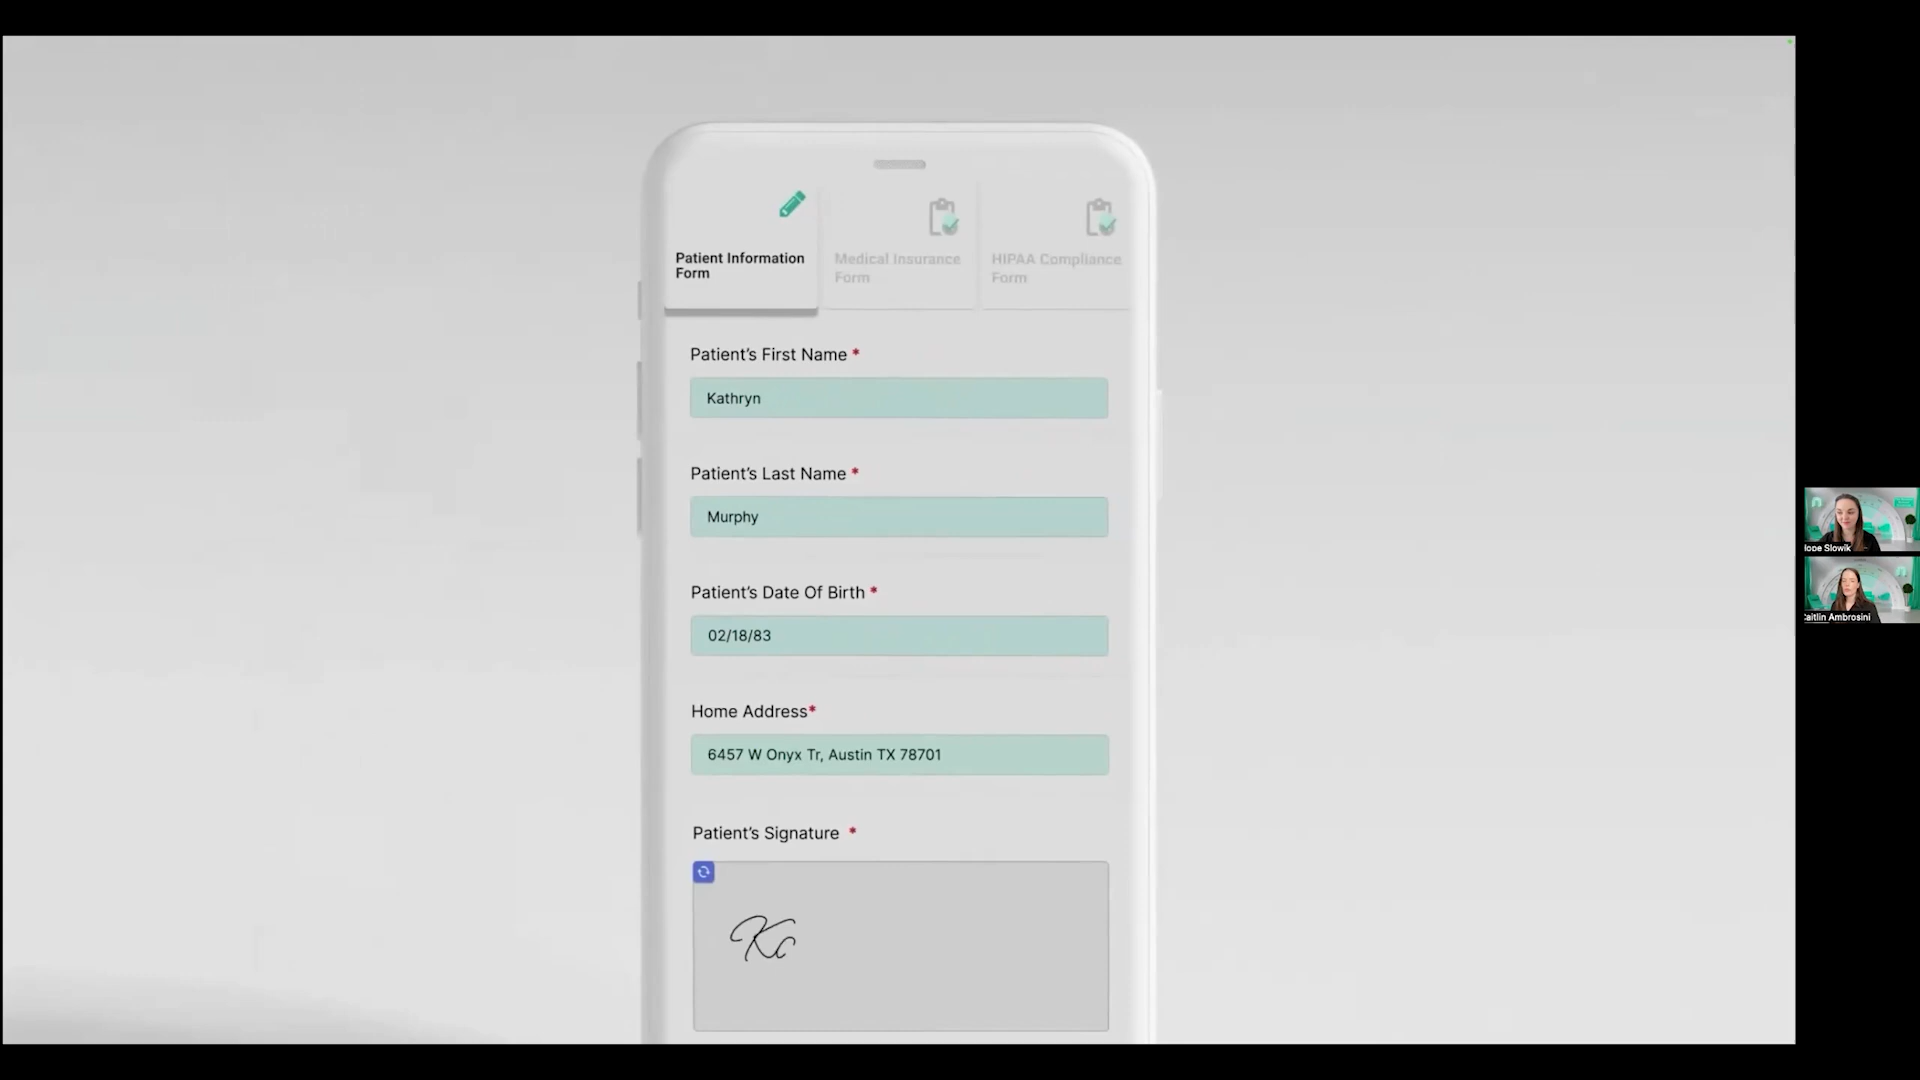 Patient Information
Form
Medical Insurance
Form
HIPAA Compliance
Form
Patient's First Name *
Kathryn
Patient's Last Name *
Murphy
Patient's Date Of Birth *
02/18/83
Home Address*
6457 W Onyx Tr, Austin TX 78701
Patient's Signature *
Ka
Slowik
Ambrosini